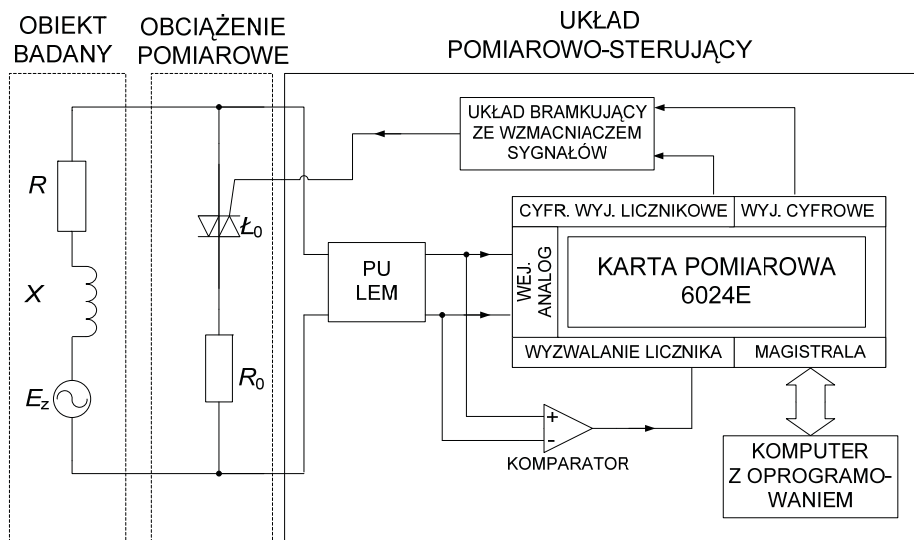 OBIEKT
BADANY
OBCIĄŻENIE
POMIAROWE
UKŁAD
POMIAROWO-STERUJĄCY
R
X
Ez
Ł0
R0
PU
LEM
UKŁAD BRAMKUJĄCY
ZE WZMACNIACZEM
SYGNAŁÓW
CYFR. WYJ. LICZNIKOWE
WYJ. CYFROWE
WEJ.
ANALOG
KARTA POMIAROWA
6024E
WYZWALANIE LICZNIKA
MAGISTRALA
+
-
KOMPARATOR
KOMPUTER
Z OPROGRAMO-
WANIEM